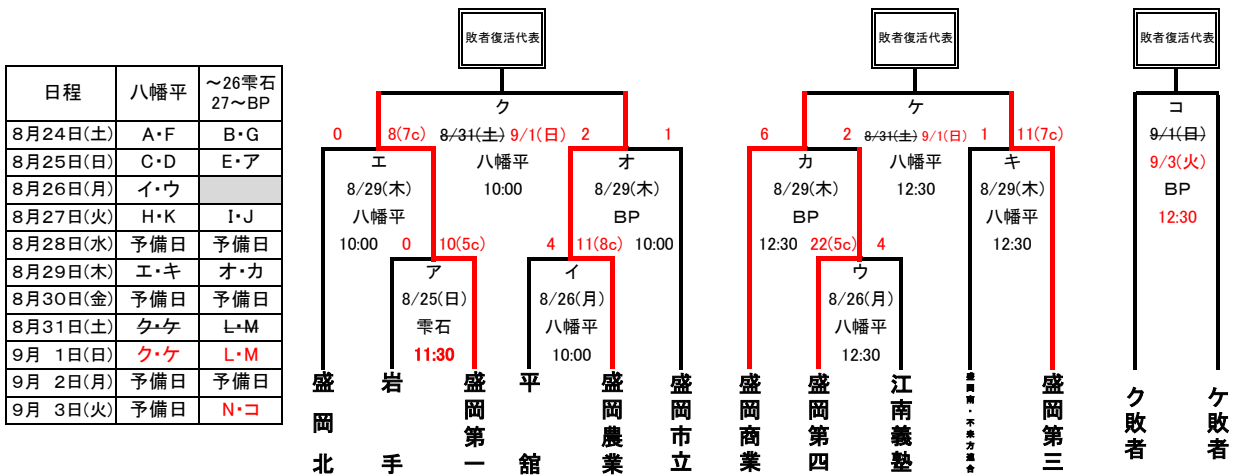 敗者復活代表
敗者復活代表
敗者復活代表
日程 八幡平 ～26雫石
27～BP
8月24日(土) A・F B・G
8月25日(日) C・D E・ア
8月26日(月) イ・ウ
8月27日(火) H・K I・J
8月28日(水) 予備日 予備日
8月29日(木) エ・キ オ・カ
8月30日(金) 予備日 予備日
8月31日(土) ク・ケ L・M
9月 1日(日) ク・ケ L・M
9月 2日(月) 予備日 予備日
9月 3日(火) 予備日 N・コ
ク
0 8(7c) 8/31(土) 9/1(日) 2 1
八幡平
10:00
エ
8/29(木)
八幡平
10:00
オ
8/29(木)
BP
10:00
0 10(5c)
ア
8/25(日)
雫石
11:30
4 11(8c)
イ
8/26(月)
八幡平
10:00
ケ
6 2 8/31(土) 9/1(日) 1 11(7c)
八幡平
12:30
カ
8/29(木)
BP
12:30
キ
8/29(木)
八幡平
12:30
22(5c) 4
ウ
8/26(月)
八幡平
12:30
コ
9/1(日)
9/3(火)
BP
12:30
盛岡北
岩手
盛岡第一
平舘
盛岡農業
盛岡市立
盛岡商業
盛岡第四
江南義塾
盛岡南・不来方連合
盛岡第三
ク敗者
ケ敗者